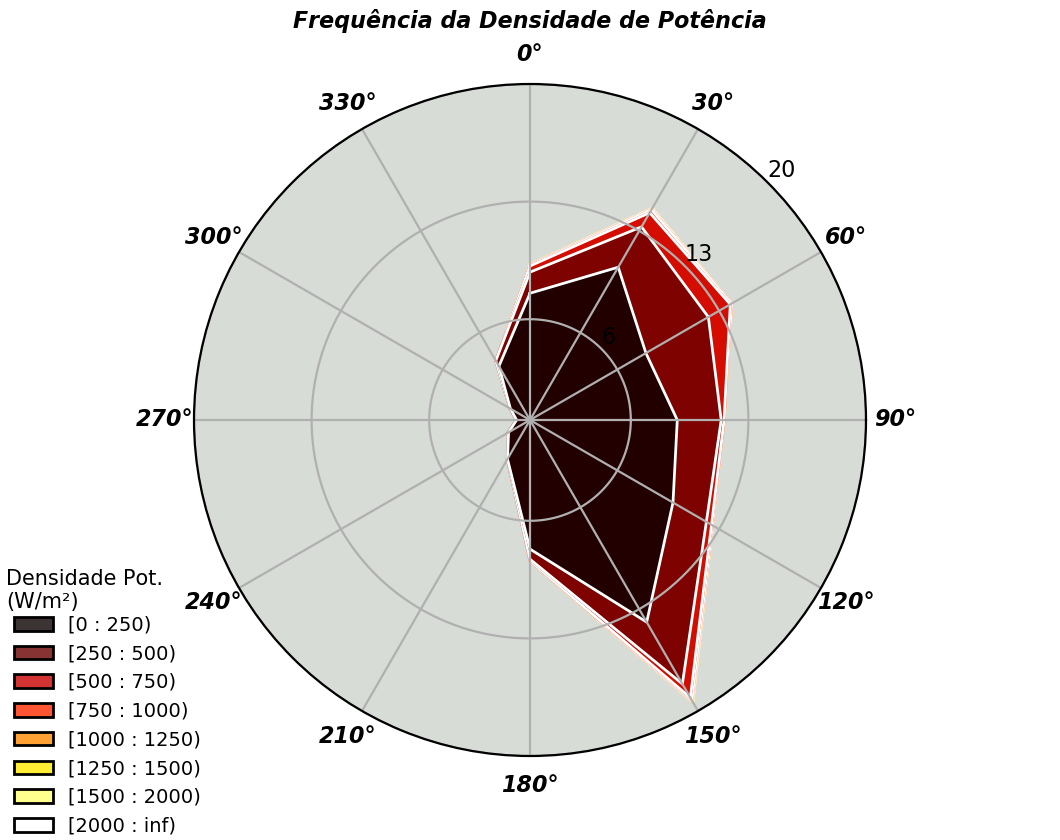 Frequência da Densidade de Potência
0°
330°
30°
20
300°
60°
13
6
270°
90°
240°
120°
210°
150°
180°
Densidade Pot.
(W/m²)
[0 : 250)
[250 : 500)
[500 : 750)
[750 : 1000)
[1000 : 1250)
[1250 : 1500)
[1500 : 2000)
[2000 : inf)